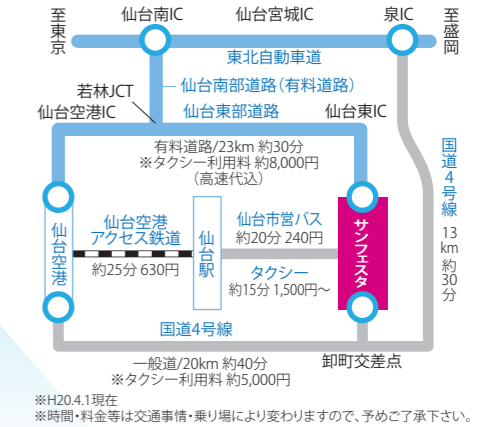 至東京
仙台南IC
仙台宮城IC
泉IC
至盛岡
東北自動車道
仙台南部道路(有料道路)
若林JCT
仙台空港IC
仙台東部道路
仙台東IC
有料道路/23km 約30分
※タクシー利用料 約8,000円
(高速代込)
国道4号線
13km 約30分
仙台空港
仙台空港
アクセス鉄道
約25分 630円
仙台駅
仙台市営バス
約20分 240円
タクシー
約15分 1,500円～
サンフェスタ
国道4号線
一般道/20km 約40分
※タクシー利用料 約5,000円
卸町交差点
※H20.4.1現在
※時間・料金等は交通事情・乗り場により変わりますので、予めご了承下さい。